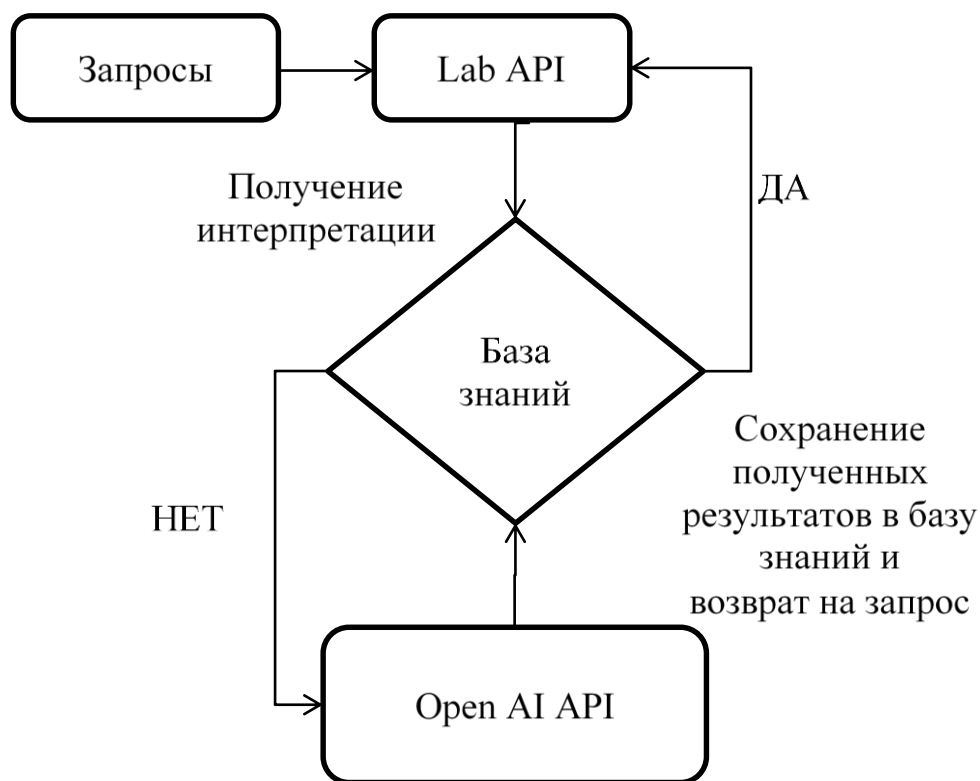 Запросы
Lab API
Получение
интерпретации
ДА
База
знаний
Сохранение
полученных
результатов в базу
знаний и
возврат на запрос
НЕТ
Open AI API